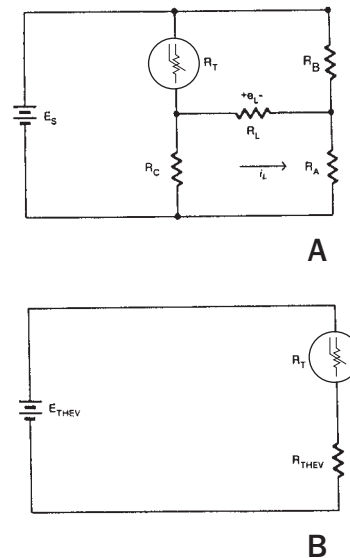 R_T
R_B
E_S
+e_L-
R_L
R_C
i_L
R_A
A
R_T
E_THEV
R_THEV
B